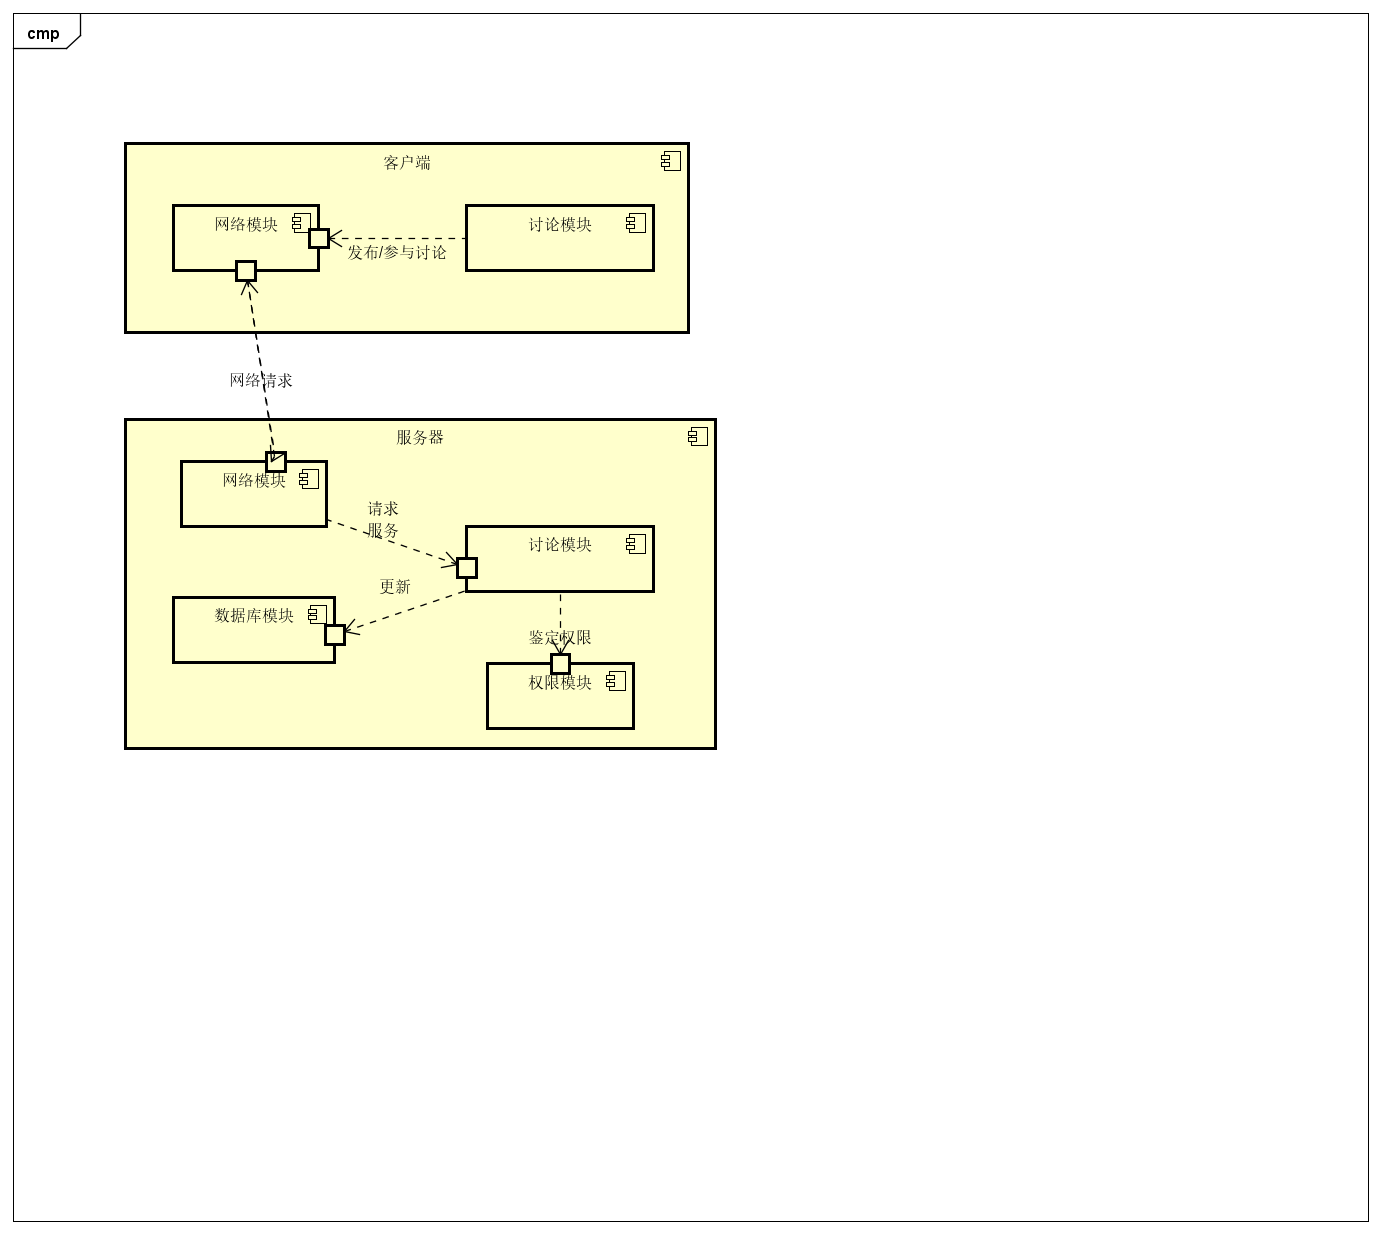 cmp
客户端
网络模块
讨论模块
发布/参与讨论
网络请求
服务器
网络模块
请求
服务
讨论模块
更新
数据库模块
鉴定权限
权限模块